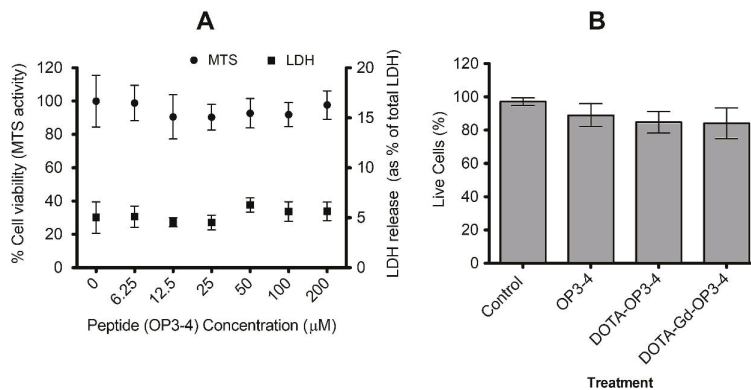 A
MTS LDH
120
100
80
60
40
20
0
% Cell viability (MTS activity)
20
15
10
5
0
LDH release (as % of total LDH)
0 6.25 12.5 25 50 100 200
Peptide (OP3-4) Concentration (μM)
B
120
100
80
60
40
20
0
Live Cells (%)
Control OP3-4 DOTA-OP3-4 DOTA-Gd-OP3-4
Treatment